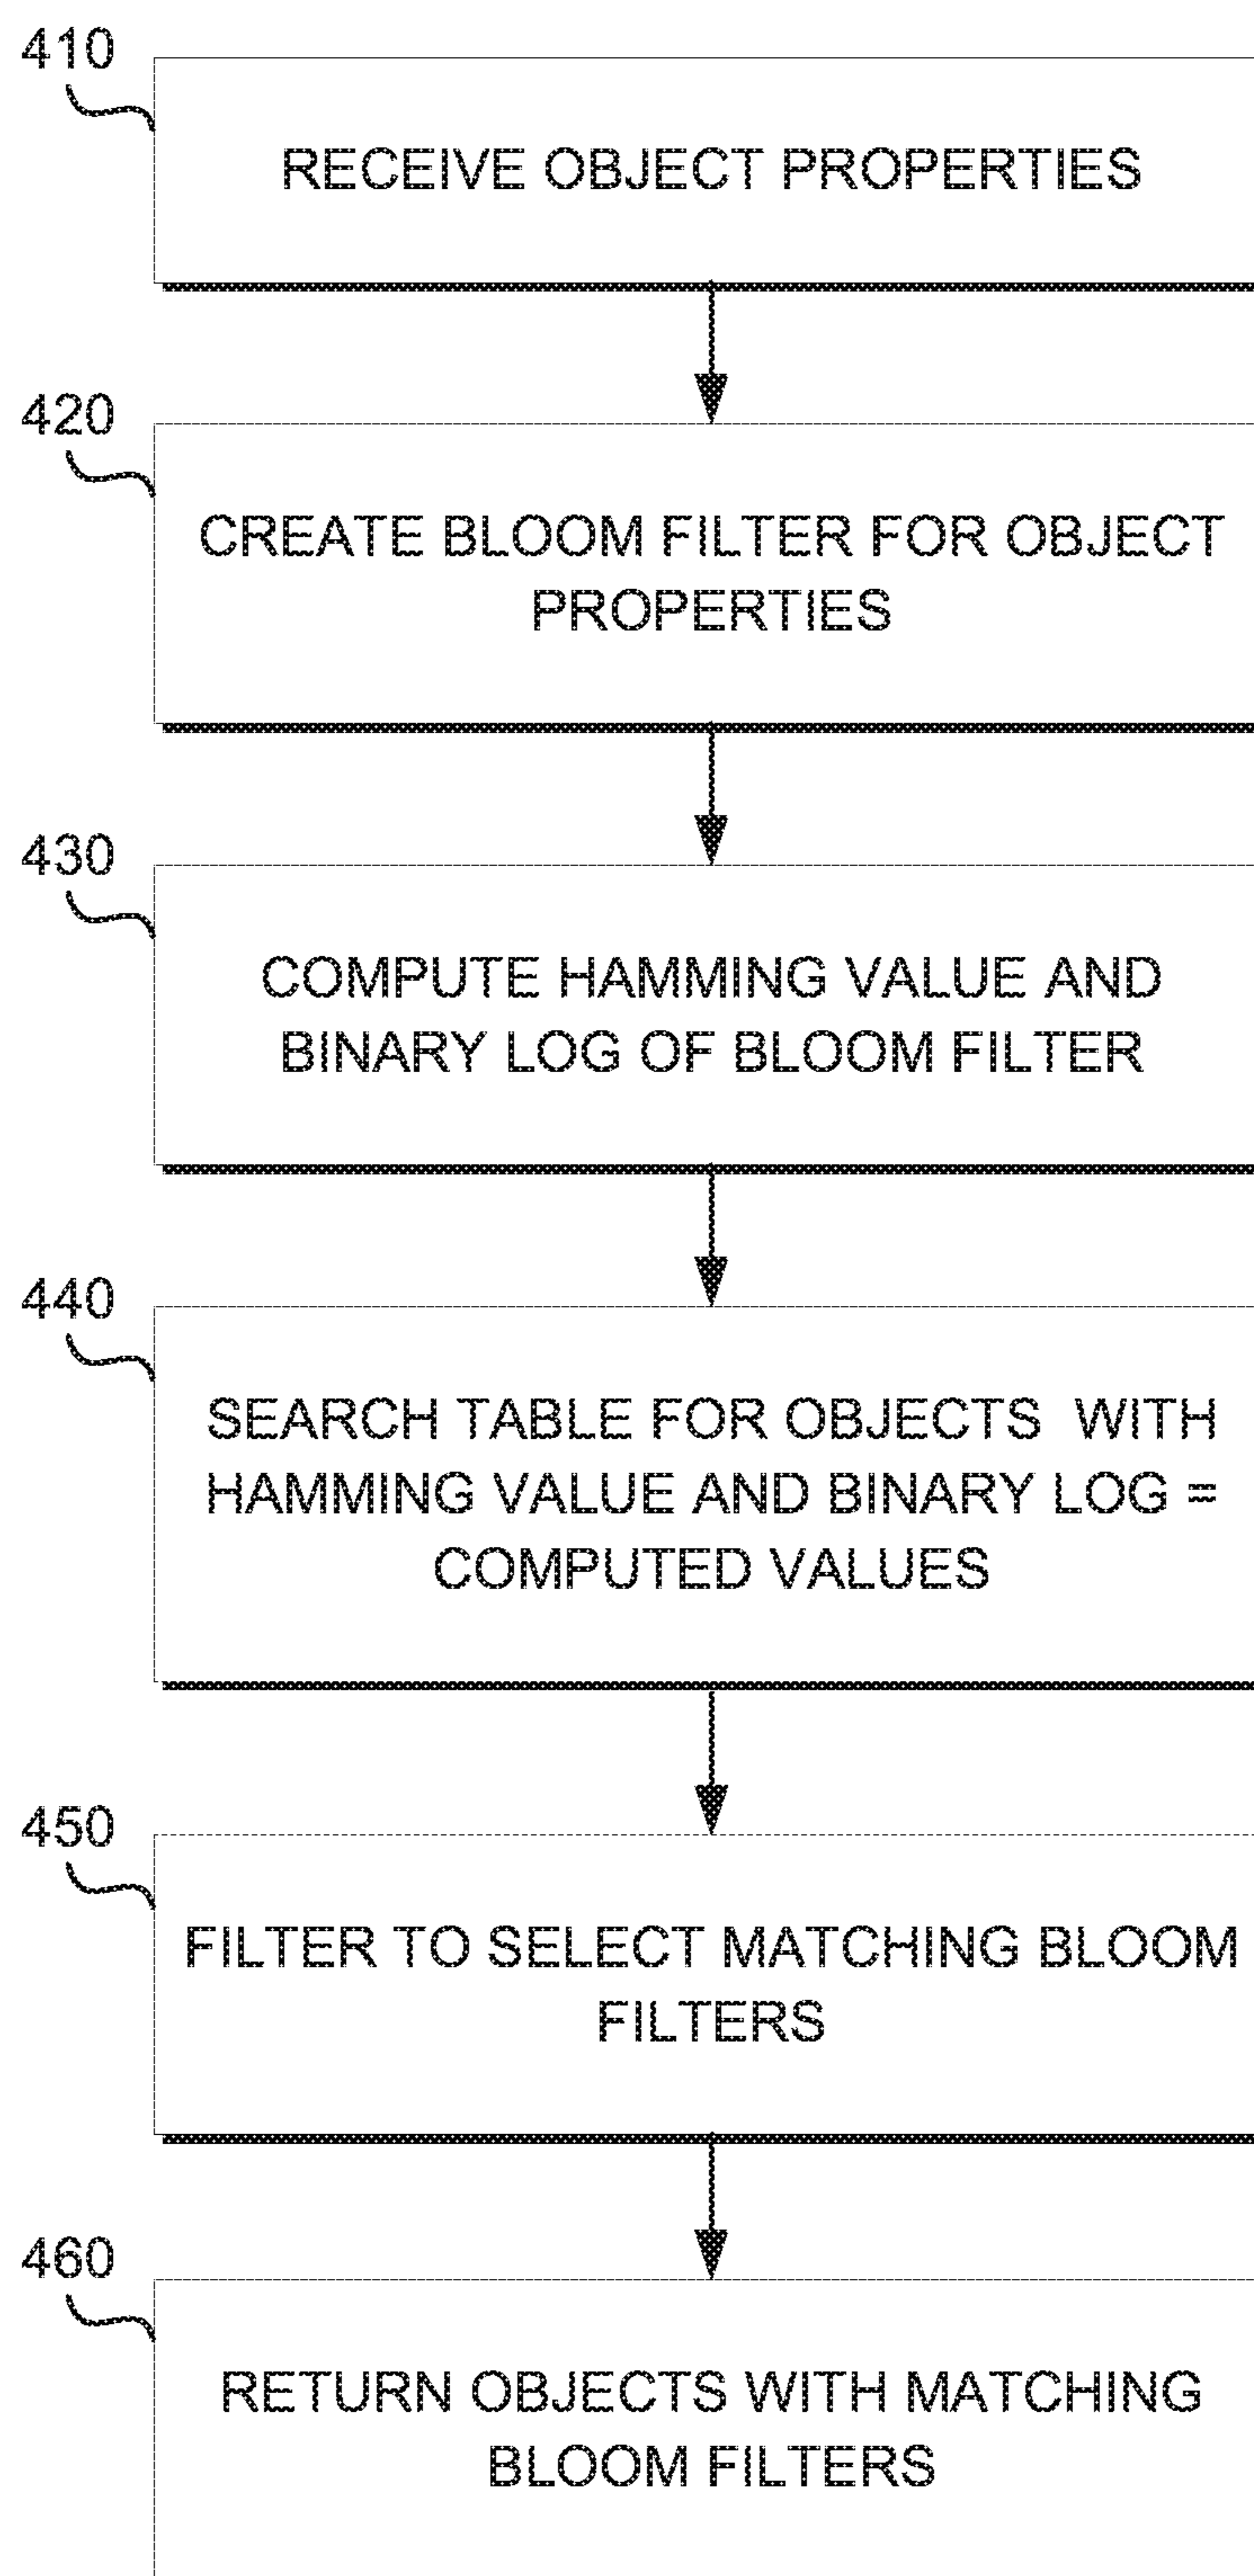 410
RECEIVE OBJECT PROPERTIES
420
CREATE BLOOM FILTER FOR OBJECT
PROPERTIES
430
COMPUTE HAMMING VALUE AND
BINARY LOG OF BLOOM FILTER
440
SEARCH TABLE FOR OBJECTS WITH
HAMMING VALUE AND BINARY LOG =
COMPUTED VALUES
450
FILTER TO SELECT MATCHING BLOOM
FILTERS
460
RETURN OBJECTS WITH MATCHING
BLOOM FILTERS